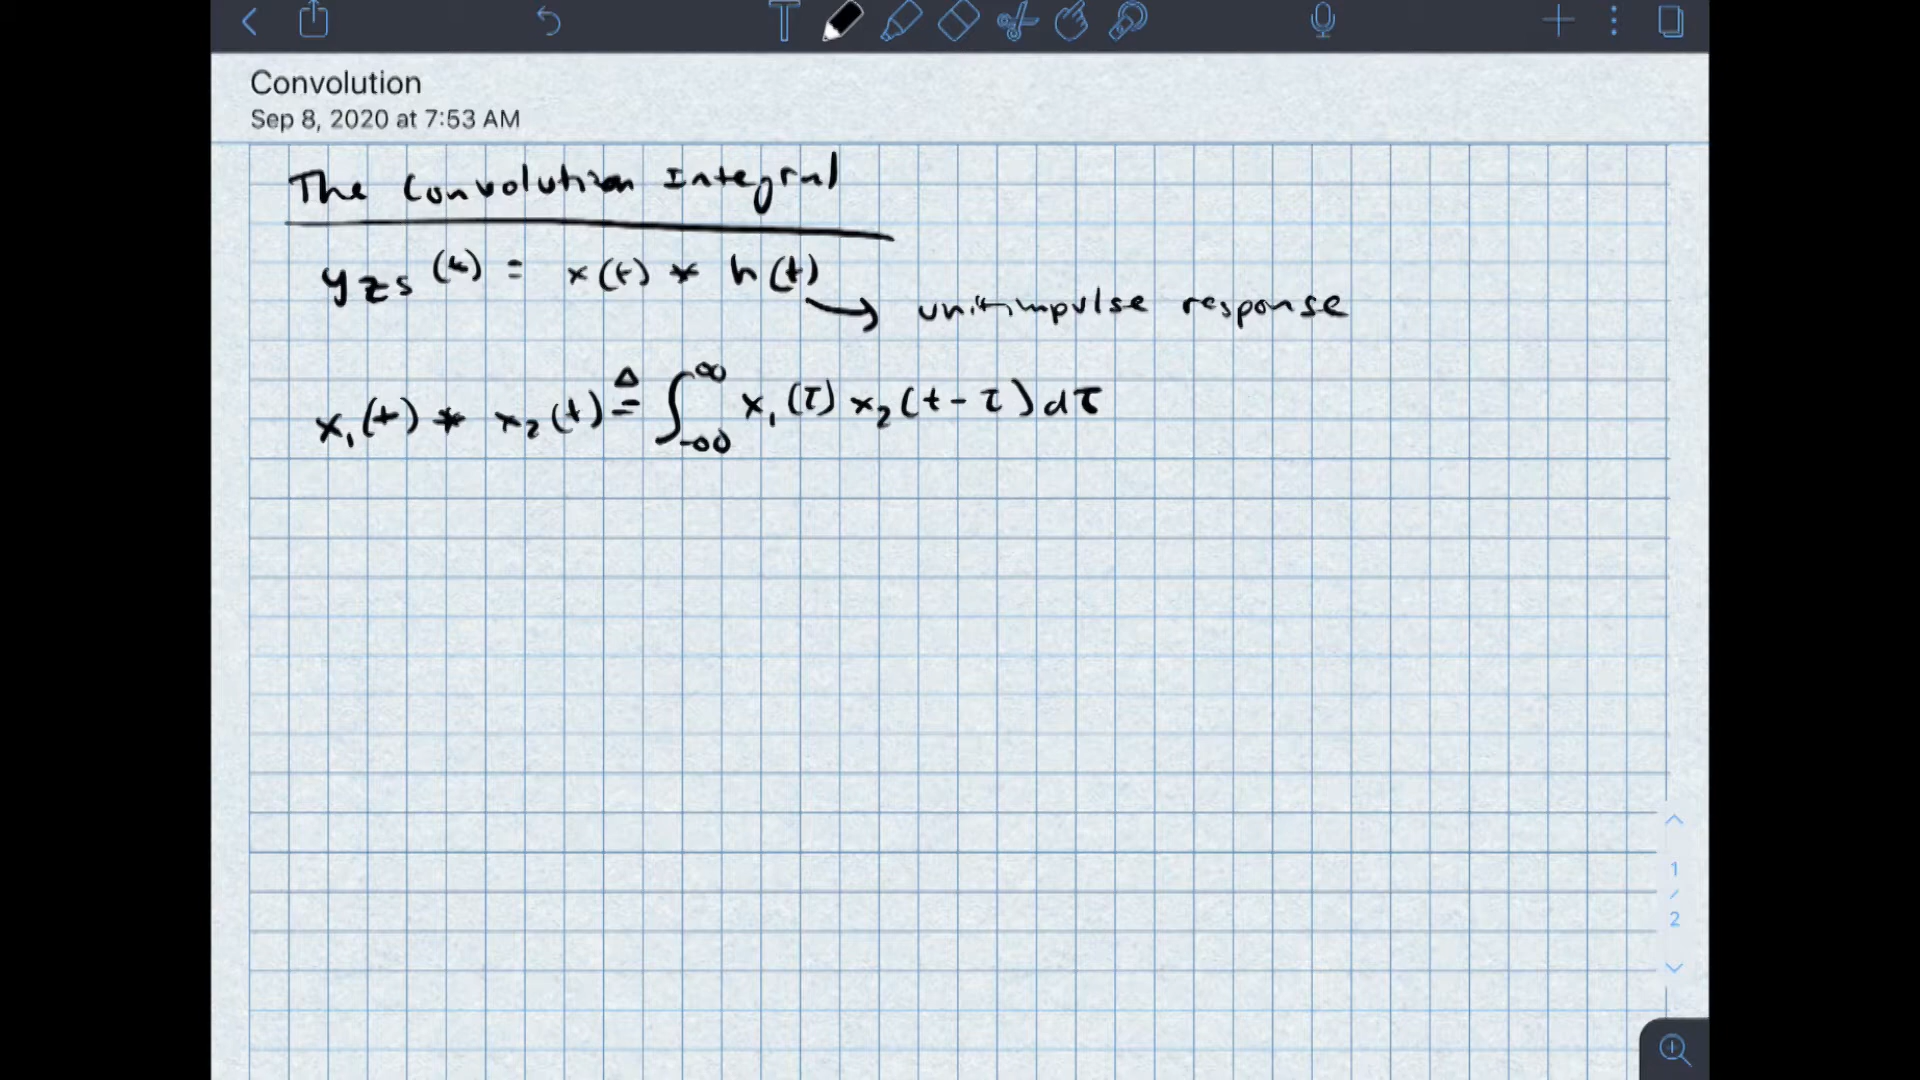 Convolution
Sep 8, 2020 at 7:53 AM
The Convolution Integral
yzs(t) = x(t) * h(t)
unit impulse response
x₁(t) * x₂(t) ≜ ∫_{-∞}^{∞} x₁(τ) x₂(t - τ) dτ
1
/
2